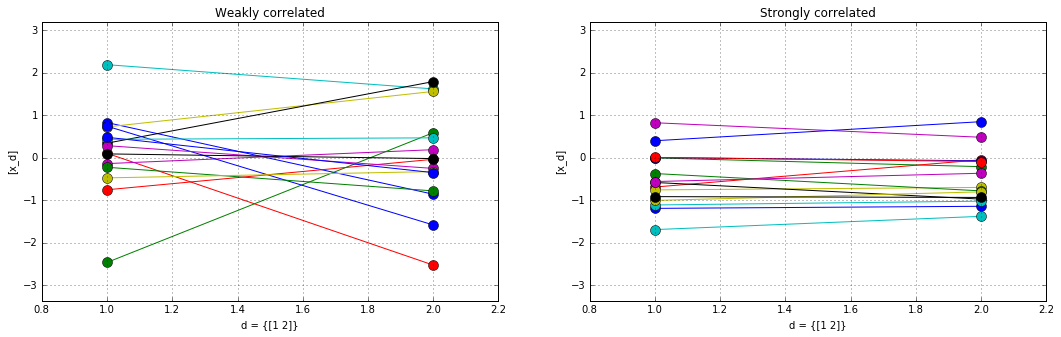 Weakly correlated
3
2
1
0
−1
−2
−3
[x_d]
0.8 1.0 1.2 1.4 1.6 1.8 2.0 2.2
d = {[1 2]}
Strongly correlated
3
2
1
0
−1
−2
−3
[x_d]
0.8 1.0 1.2 1.4 1.6 1.8 2.0 2.2
d = {[1 2]}